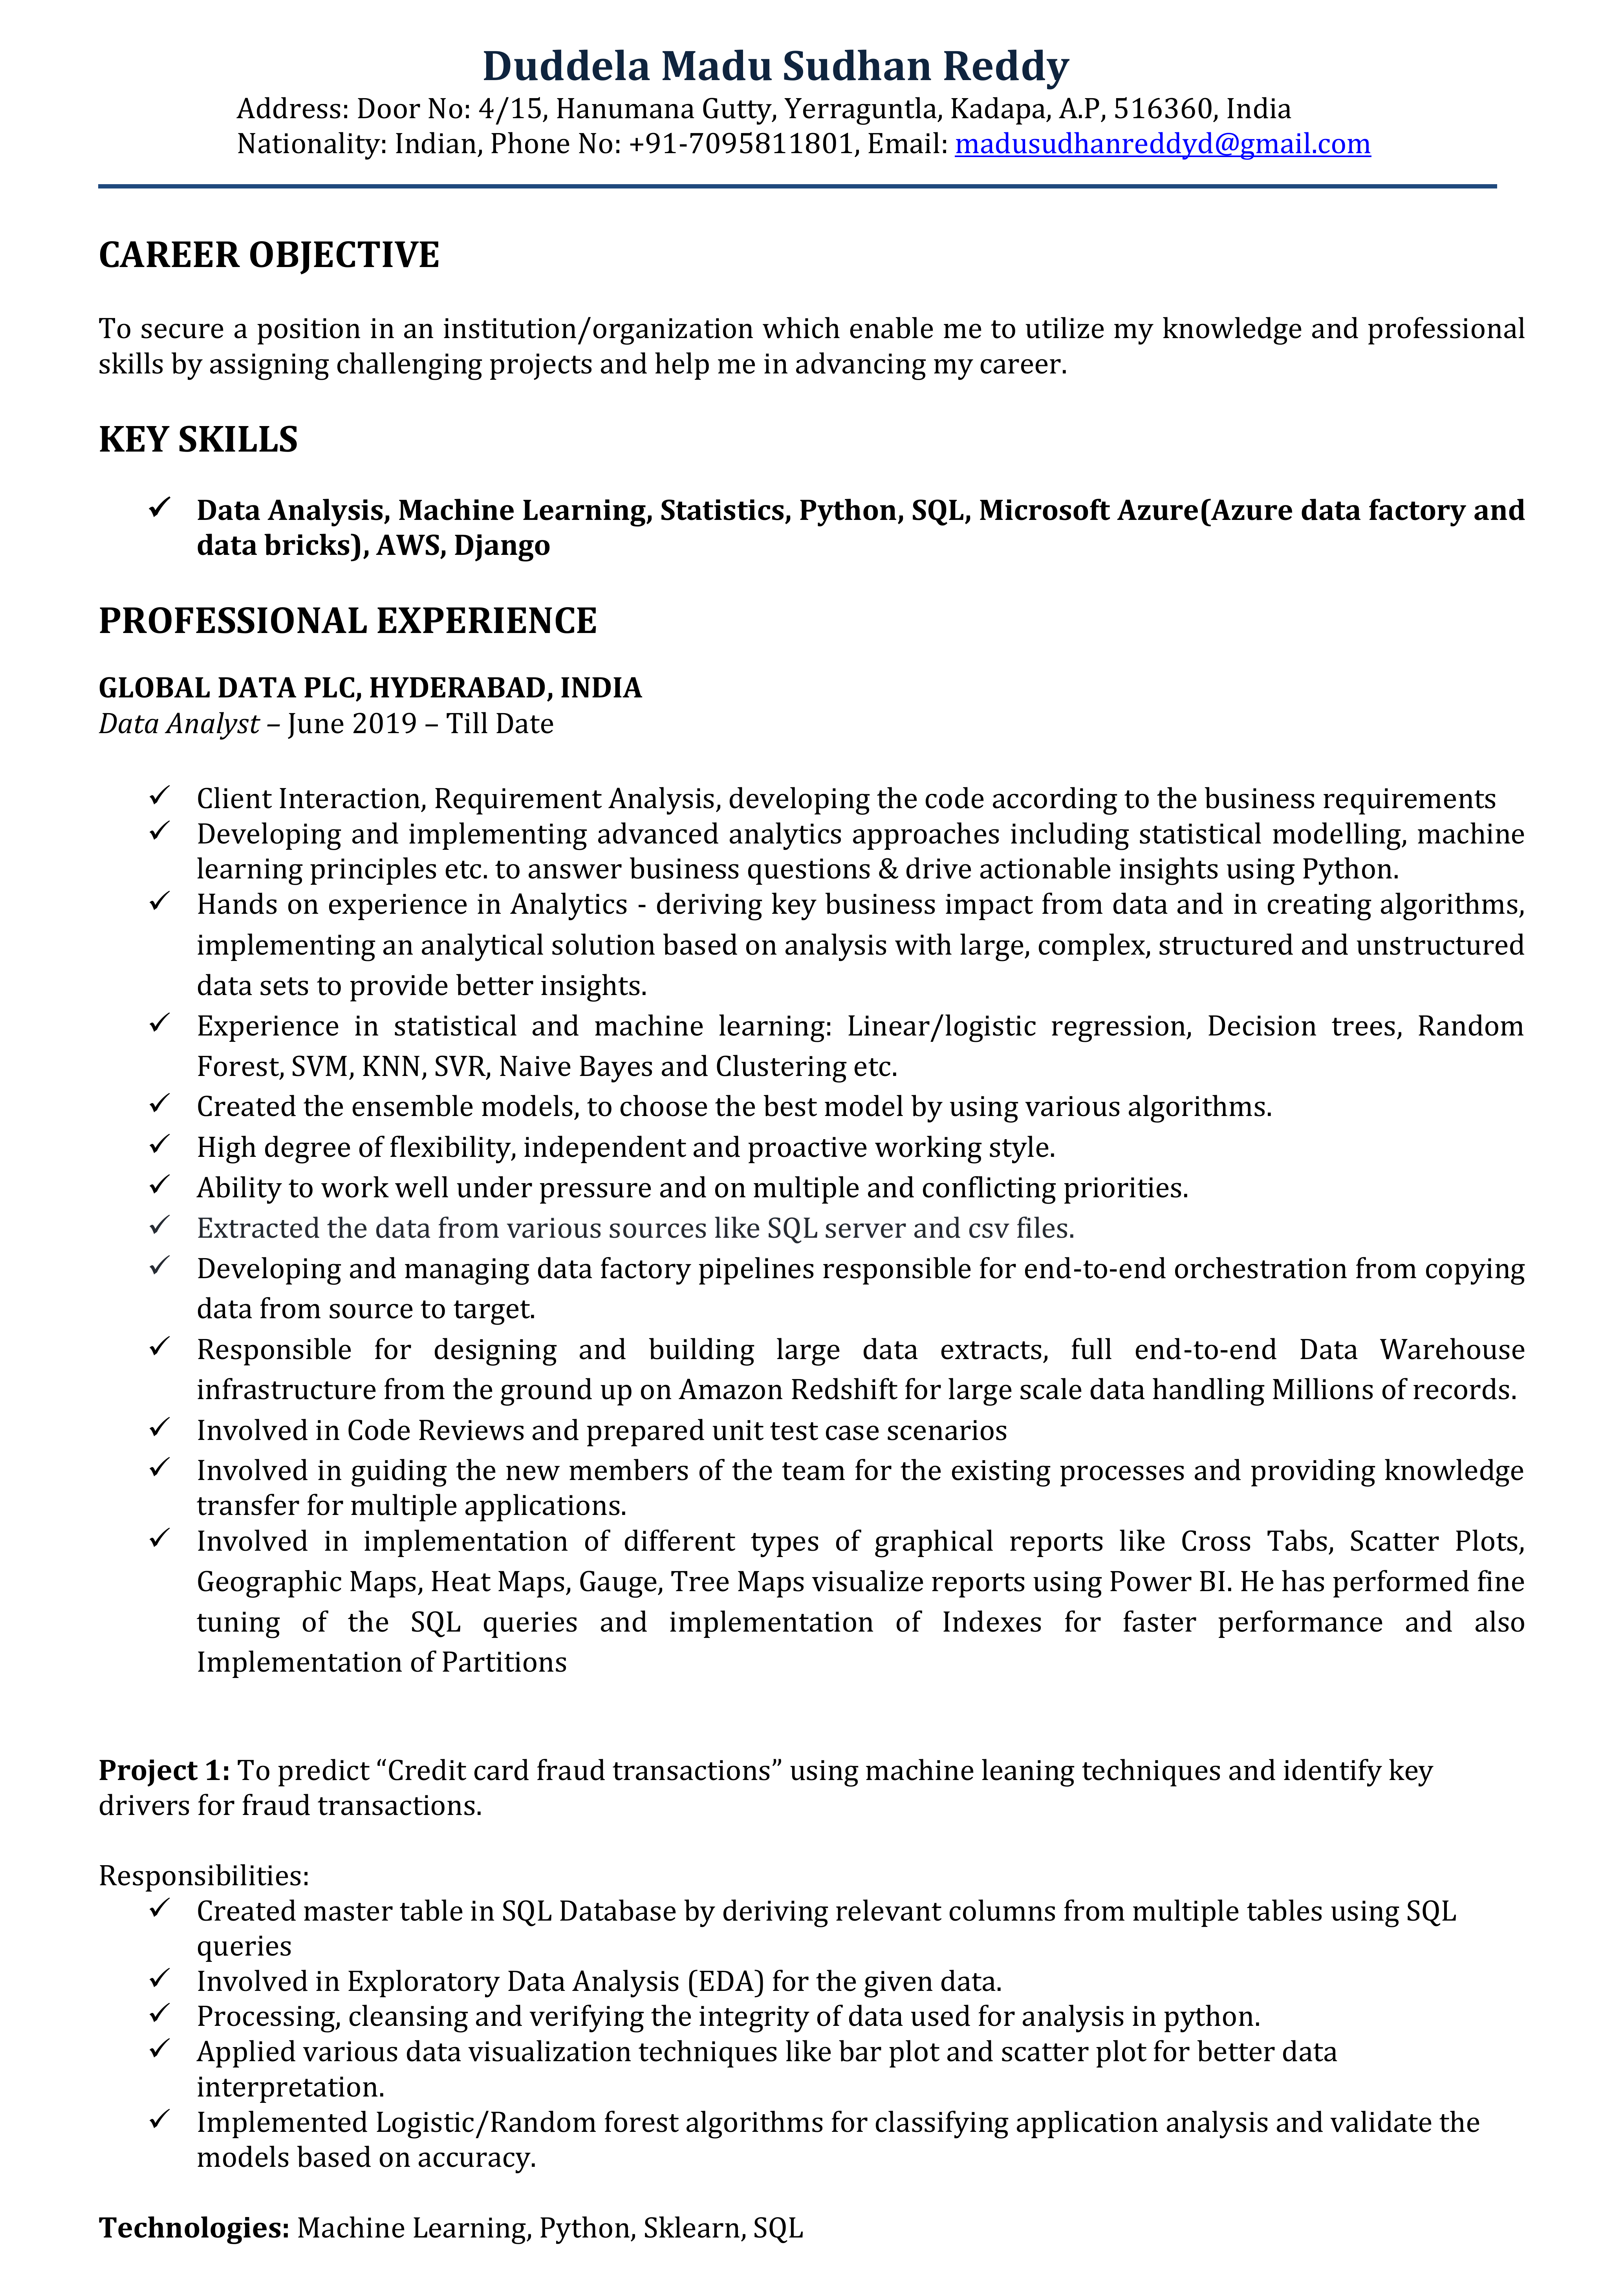 Duddela Madu Sudhan Reddy
Address: Door No: 4/15, Hanumana Gutty, Yerraguntla, Kadapa, A.P, 516360, India
Nationality: Indian, Phone No: +91-7095811801, Email: madusudhanreddyd@gmail.com
CAREER OBJECTIVE
To secure a position in an institution/organization which enable me to utilize my knowledge and professional
skills by assigning challenging projects and help me in advancing my career.
KEY SKILLS
✓ Data Analysis, Machine Learning, Statistics, Python, SQL, Microsoft Azure(Azure data factory and
data bricks), AWS, Django
PROFESSIONAL EXPERIENCE
GLOBAL DATA PLC, HYDERABAD, INDIA
Data Analyst – June 2019 – Till Date
✓ Client Interaction, Requirement Analysis, developing the code according to the business requirements
✓ Developing and implementing advanced analytics approaches including statistical modelling, machine
learning principles etc. to answer business questions & drive actionable insights using Python.
✓ Hands on experience in Analytics - deriving key business impact from data and in creating algorithms,
implementing an analytical solution based on analysis with large, complex, structured and unstructured
data sets to provide better insights.
✓ Experience in statistical and machine learning: Linear/logistic regression, Decision trees, Random
Forest, SVM, KNN, SVR, Naive Bayes and Clustering etc.
✓ Created the ensemble models, to choose the best model by using various algorithms.
✓ High degree of flexibility, independent and proactive working style.
✓ Ability to work well under pressure and on multiple and conflicting priorities.
✓ Extracted the data from various sources like SQL server and csv files.
✓ Developing and managing data factory pipelines responsible for end-to-end orchestration from copying
data from source to target.
✓ Responsible for designing and building large data extracts, full end-to-end Data Warehouse
infrastructure from the ground up on Amazon Redshift for large scale data handling Millions of records.
✓ Involved in Code Reviews and prepared unit test case scenarios
✓ Involved in guiding the new members of the team for the existing processes and providing knowledge
transfer for multiple applications.
✓ Involved in implementation of different types of graphical reports like Cross Tabs, Scatter Plots,
Geographic Maps, Heat Maps, Gauge, Tree Maps visualize reports using Power BI. He has performed fine
tuning of the SQL queries and implementation of Indexes for faster performance and also
Implementation of Partitions
Project 1: To predict “Credit card fraud transactions” using machine leaning techniques and identify key
drivers for fraud transactions.
Responsibilities:
✓ Created master table in SQL Database by deriving relevant columns from multiple tables using SQL
queries
✓ Involved in Exploratory Data Analysis (EDA) for the given data.
✓ Processing, cleansing and verifying the integrity of data used for analysis in python.
✓ Applied various data visualization techniques like bar plot and scatter plot for better data
interpretation.
✓ Implemented Logistic/Random forest algorithms for classifying application analysis and validate the
models based on accuracy.
Technologies: Machine Learning, Python, Sklearn, SQL